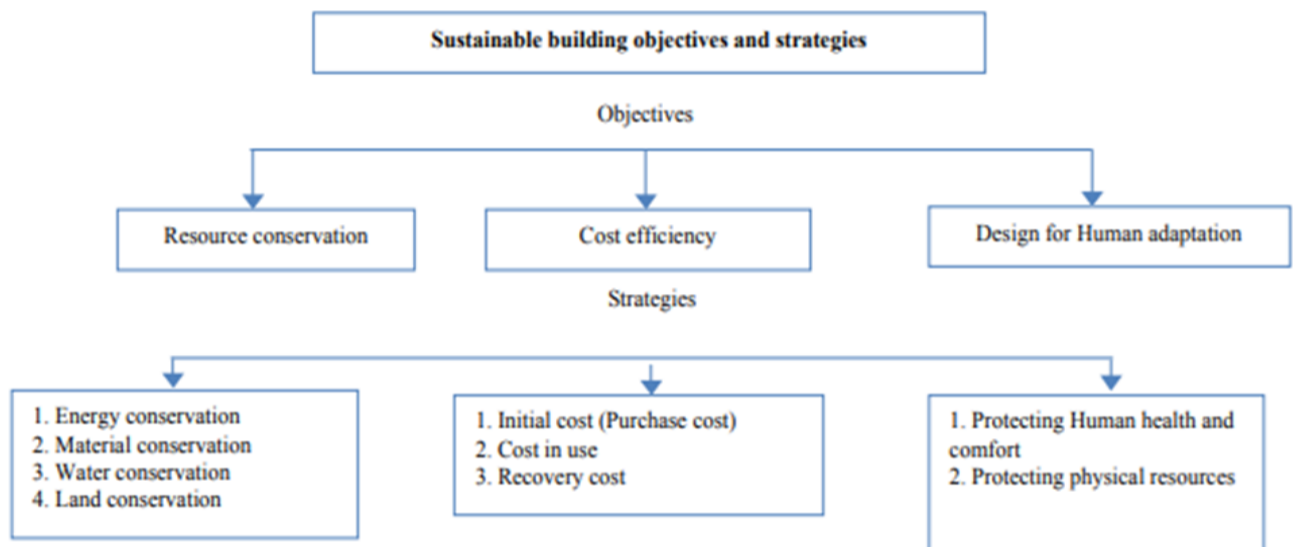 Sustainable building objectives and strategies
Objectives
Resource conservation
Cost efficiency
Design for Human adaptation
Strategies
1. Energy conservation
2. Material conservation
3. Water conservation
4. Land conservation
1. Initial cost (Purchase cost)
2. Cost in use
3. Recovery cost
1. Protecting Human health and
comfort
2. Protecting physical resources